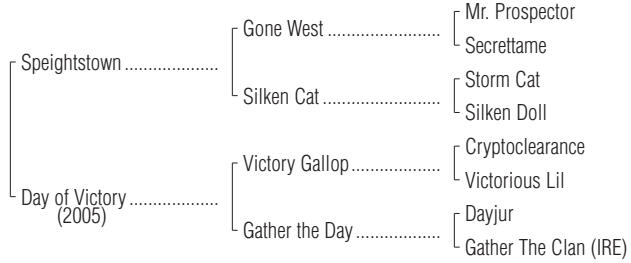 Mr. Prospector
Gone West ....................
Secrettame
Speightstown ....................
Storm Cat
Silken Cat .....................
Silken Doll
Cryptoclearance
Victory Gallop ................
Victorious Lil
Day of Victory ..................
(2005)
Dayjur
Gather the Day ...............
Gather The Clan (IRE)